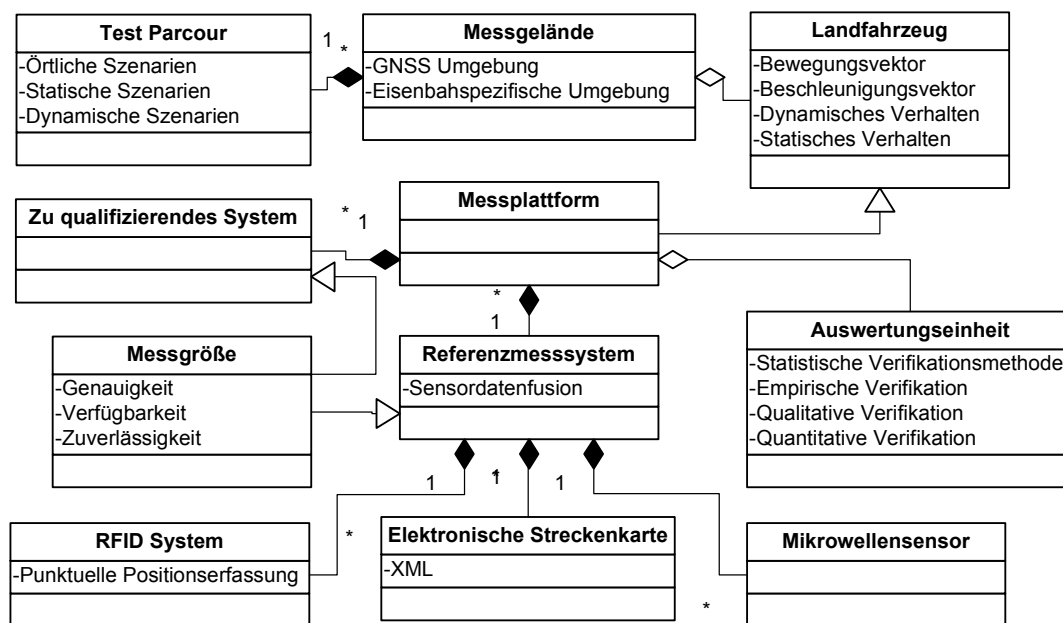 Test Parcour
-Örtliche Szenarien
-Statische Szenarien
-Dynamische Szenarien
1
*
Messgelände
-GNSS Umgebung
-Eisenbahspezifische Umgebung
Landfahrzeug
-Bewegungsvektor
-Beschleunigungsvektor
-Dynamisches Verhalten
-Statisches Verhalten
Zu qualifizierendes System
*
1
Messplattform
*
1
Messgröße
-Genauigkeit
-Verfügbarkeit
-Zuverlässigkeit
Referenzmesssystem
-Sensordatenfusion
Auswertungseinheit
-Statistische Verifikationsmethode
-Empirische Verifikation
-Qualitative Verifikation
-Quantitative Verifikation
1
*
1
*
1
*
RFID System
-Punktuelle Positionserfassung
Elektronische Streckenkarte
-XML
Mikrowellensensor